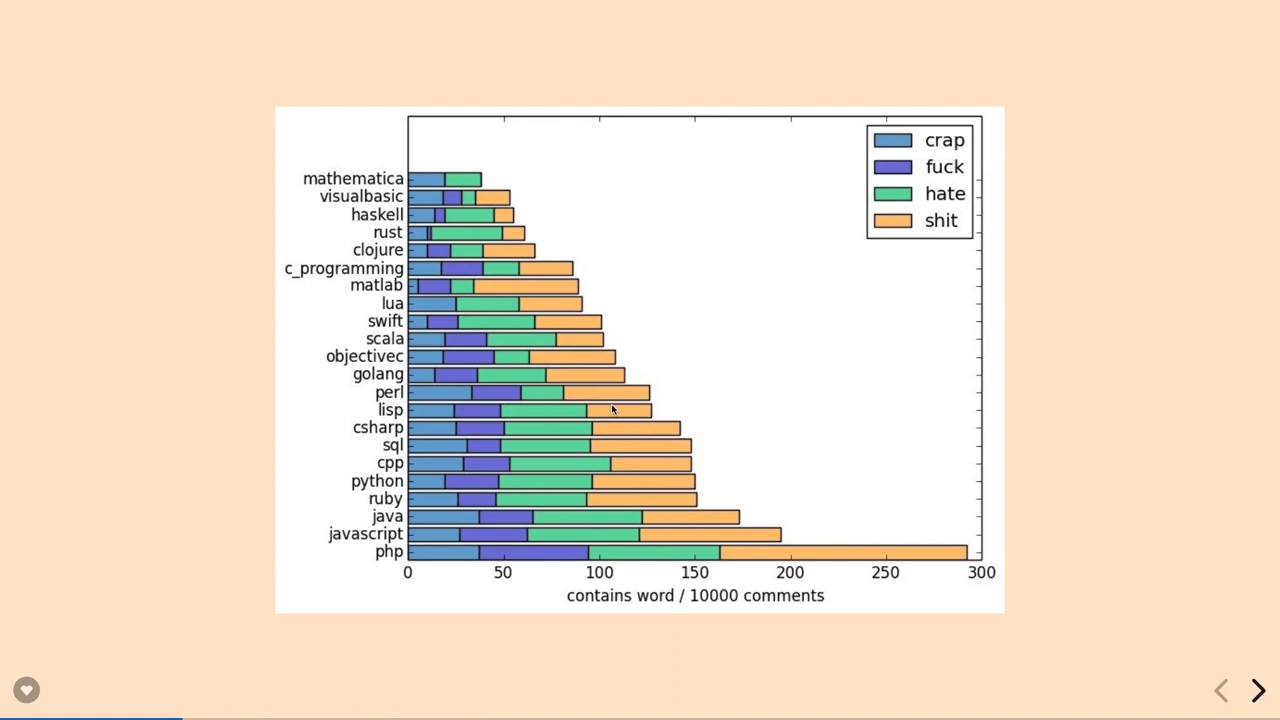 crap
fuck
hate
shit
mathematica
visualbasic
haskell
rust
clojure
c_programming
matlab
lua
swift
scala
objectivec
golang
perl
lisp
csharp
sql
cpp
python
ruby
java
javascript
php
0 50 100 150 200 250 300
contains word / 10000 comments